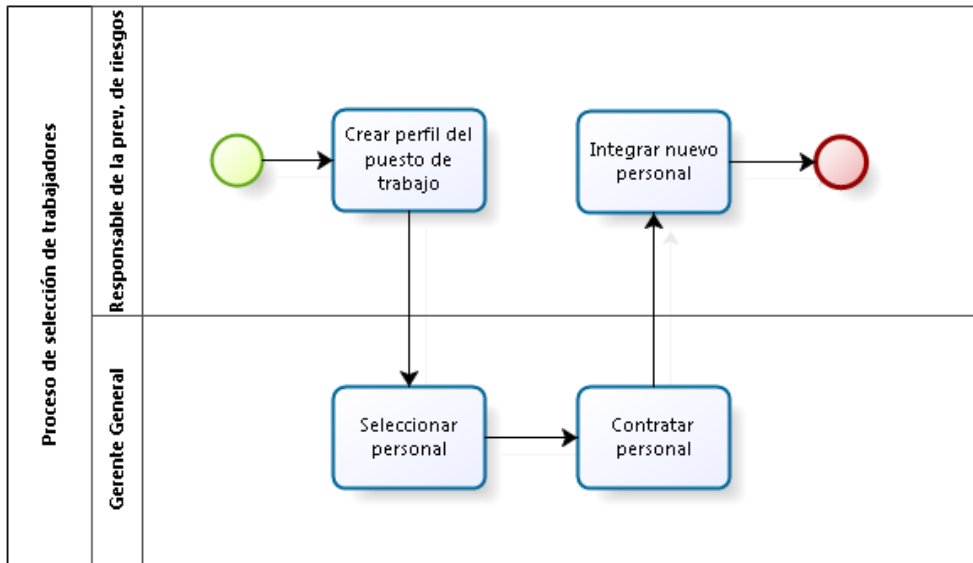 Proceso de selección de trabajadores
Responsable de la prev, de riesgos
Crear perfil del
puesto de
trabajo
Integrar nuevo
personal
Gerente General
Seleccionar
personal
Contratar
personal